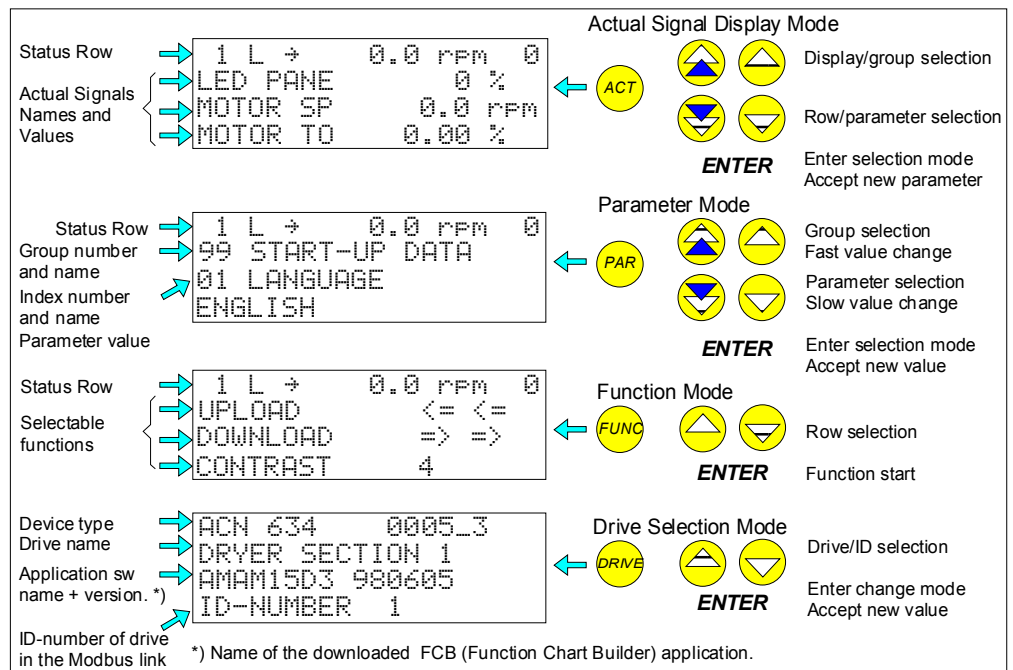 Actual Signal Display Mode
Status Row
1 L → 0.0 rpm 0
LED PANE 0 %
MOTOR SP 0.0 rpm
MOTOR TO 0.00 %
Actual Signals
Names and
Values
ACT
Display/group selection
Row/parameter selection
ENTER
Enter selection mode
Accept new parameter
Parameter Mode
Status Row
Group number
and name
Index number
and name
Parameter value
1 L → 0.0 rpm 0
99 START-UP DATA
01 LANGUAGE
ENGLISH
PAR
Group selection
Fast value change
Parameter selection
Slow value change
ENTER
Enter selection mode
Accept new value
Status Row
Selectable
functions
1 L → 0.0 rpm 0
UPLOAD <= <=
DOWNLOAD => =>
CONTRAST 4
Function Mode
FUNC
Row selection
ENTER
Function start
Device type
Drive name
Application sw
name + version. *)
ID-number of drive
in the Modbus link
ACN 634 0005_3
DRYER SECTION 1
AMAM15D3 980605
ID-NUMBER 1
Drive Selection Mode
DRIVE
Drive/ID selection
ENTER
Enter change mode
Accept new value
*) Name of the downloaded FCB (Function Chart Builder) application.